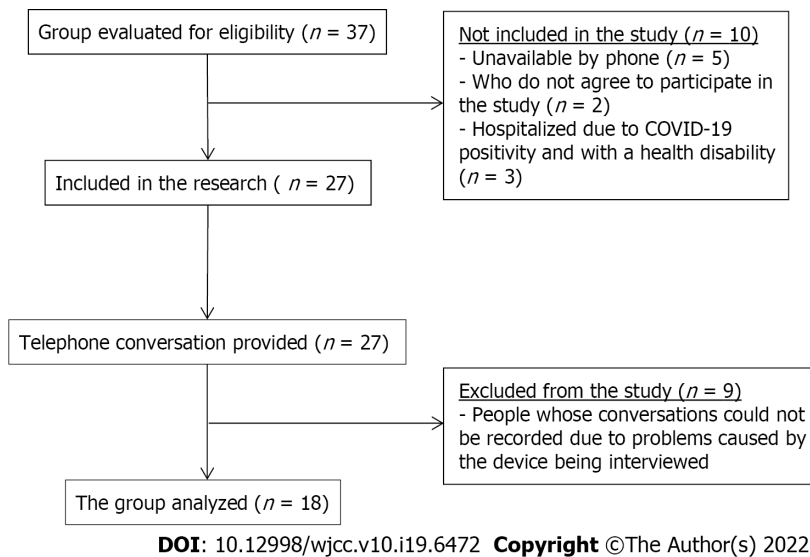 Group evaluated for eligibility (n = 37)
Not included in the study (n = 10)
- Unavailable by phone (n = 5)
- Who do not agree to participate in
the study (n = 2)
- Hospitalized due to COVID-19
positivity and with a health disability
(n = 3)
Included in the research ( n = 27)
Telephone conversation provided (n = 27)
Excluded from the study (n = 9)
- People whose conversations could not
be recorded due to problems caused by
the device being interviewed
The group analyzed (n = 18)
DOI: 10.12998/wjcc.v10.i19.6472 Copyright ©The Author(s) 2022